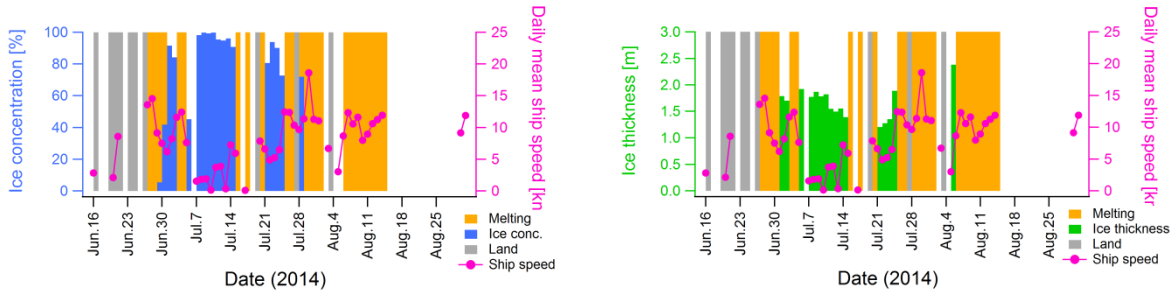 Ice concentration [%]
100
80
60
40
20
0
25
20
15
10
5
0
Daily mean ship speed [kn]
Jun.16
Jun.23
Jun.30
Jul.7
Jul.14
Jul.21
Jul.28
Aug.4
Aug.11
Aug.18
Aug.25
Date (2014)
Melting
Ice conc.
Land
Ship speed
Ice thickness [m]
3.0
2.5
2.0
1.5
1.0
0.5
0.0
25
20
15
10
5
0
Daily mean ship speed [kr
Jun.16
Jun.23
Jun.30
Jul.7
Jul.14
Jul.21
Jul.28
Aug.4
Aug.11
Aug.18
Aug.25
Date (2014)
Melting
Ice thickness
Land
Ship speed